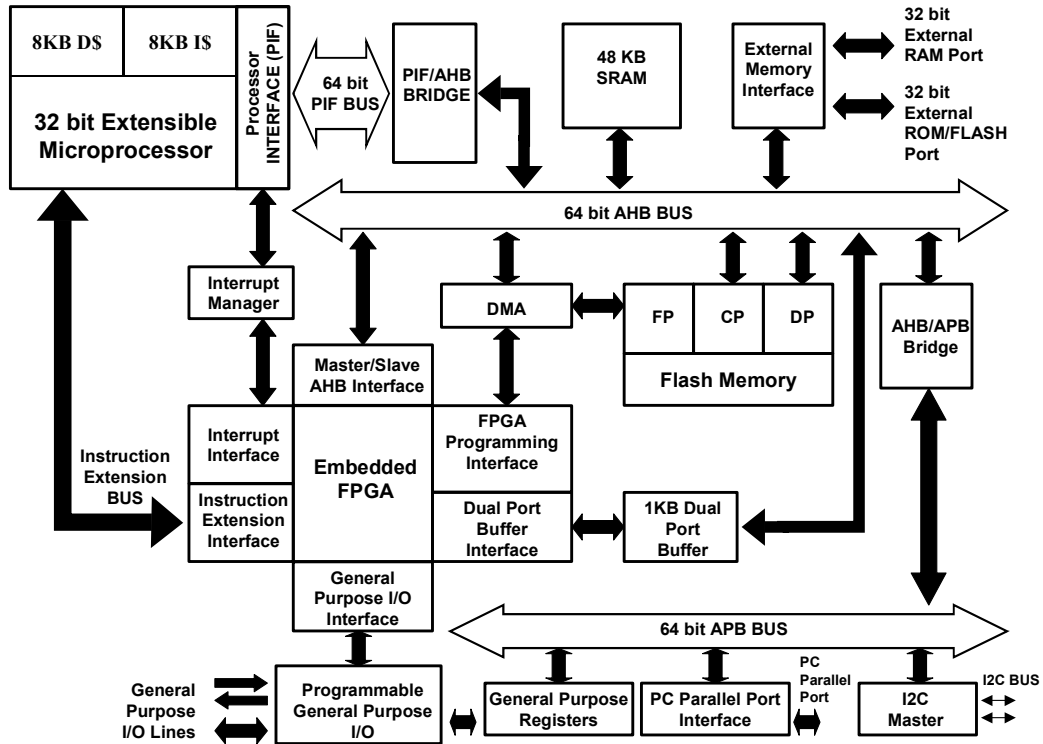 8KB D$
8KB I$
Processor
INTERFACE (PIF)
32 bit Extensible
Microprocessor
64 bit
PIF BUS
PIF/AHB
BRIDGE
48 KB
SRAM
External
Memory
Interface
32 bit
External
RAM Port
32 bit
External
ROM/FLASH
Port
64 bit AHB BUS
Interrupt
Manager
DMA
FP
CP
DP
Flash Memory
AHB/APB
Bridge
Master/Slave
AHB Interface
Interrupt
Interface
Embedded
FPGA
FPGA
Programming
Interface
Instruction
Extension
BUS
Instruction
Extension
Interface
Dual Port
Buffer
Interface
1KB Dual
Port
Buffer
General
Purpose I/O
Interface
64 bit APB BUS
General
Purpose
I/O Lines
Programmable
General Purpose
I/O
General Purpose
Registers
PC Parallel Port
Interface
PC
Parallel
Port
I2C
Master
I2C BUS